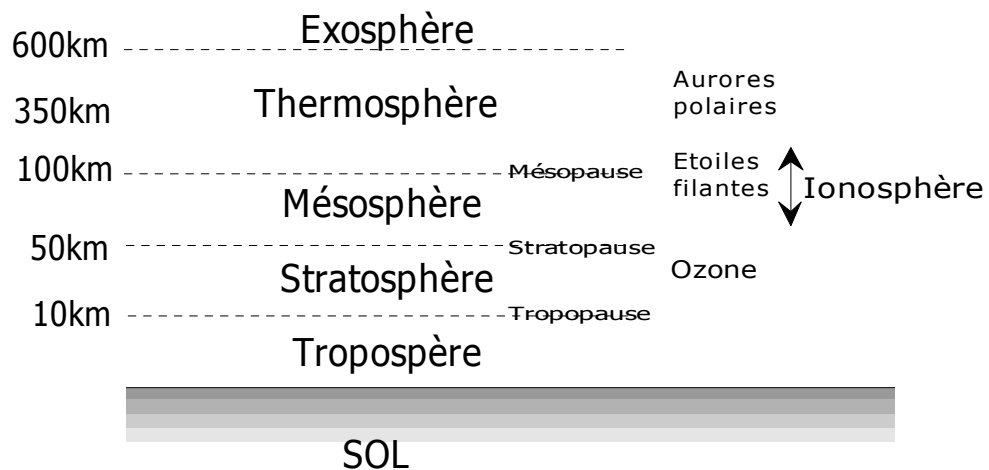 Exosphère
600km
Aurores
polaires
Thermosphère
350km
100km
Mésopause
Etoiles
filantes
Ionosphère
Mésosphère
50km
Stratopause
Ozone
Stratosphère
10km
Tropopause
Tropospère
SOL